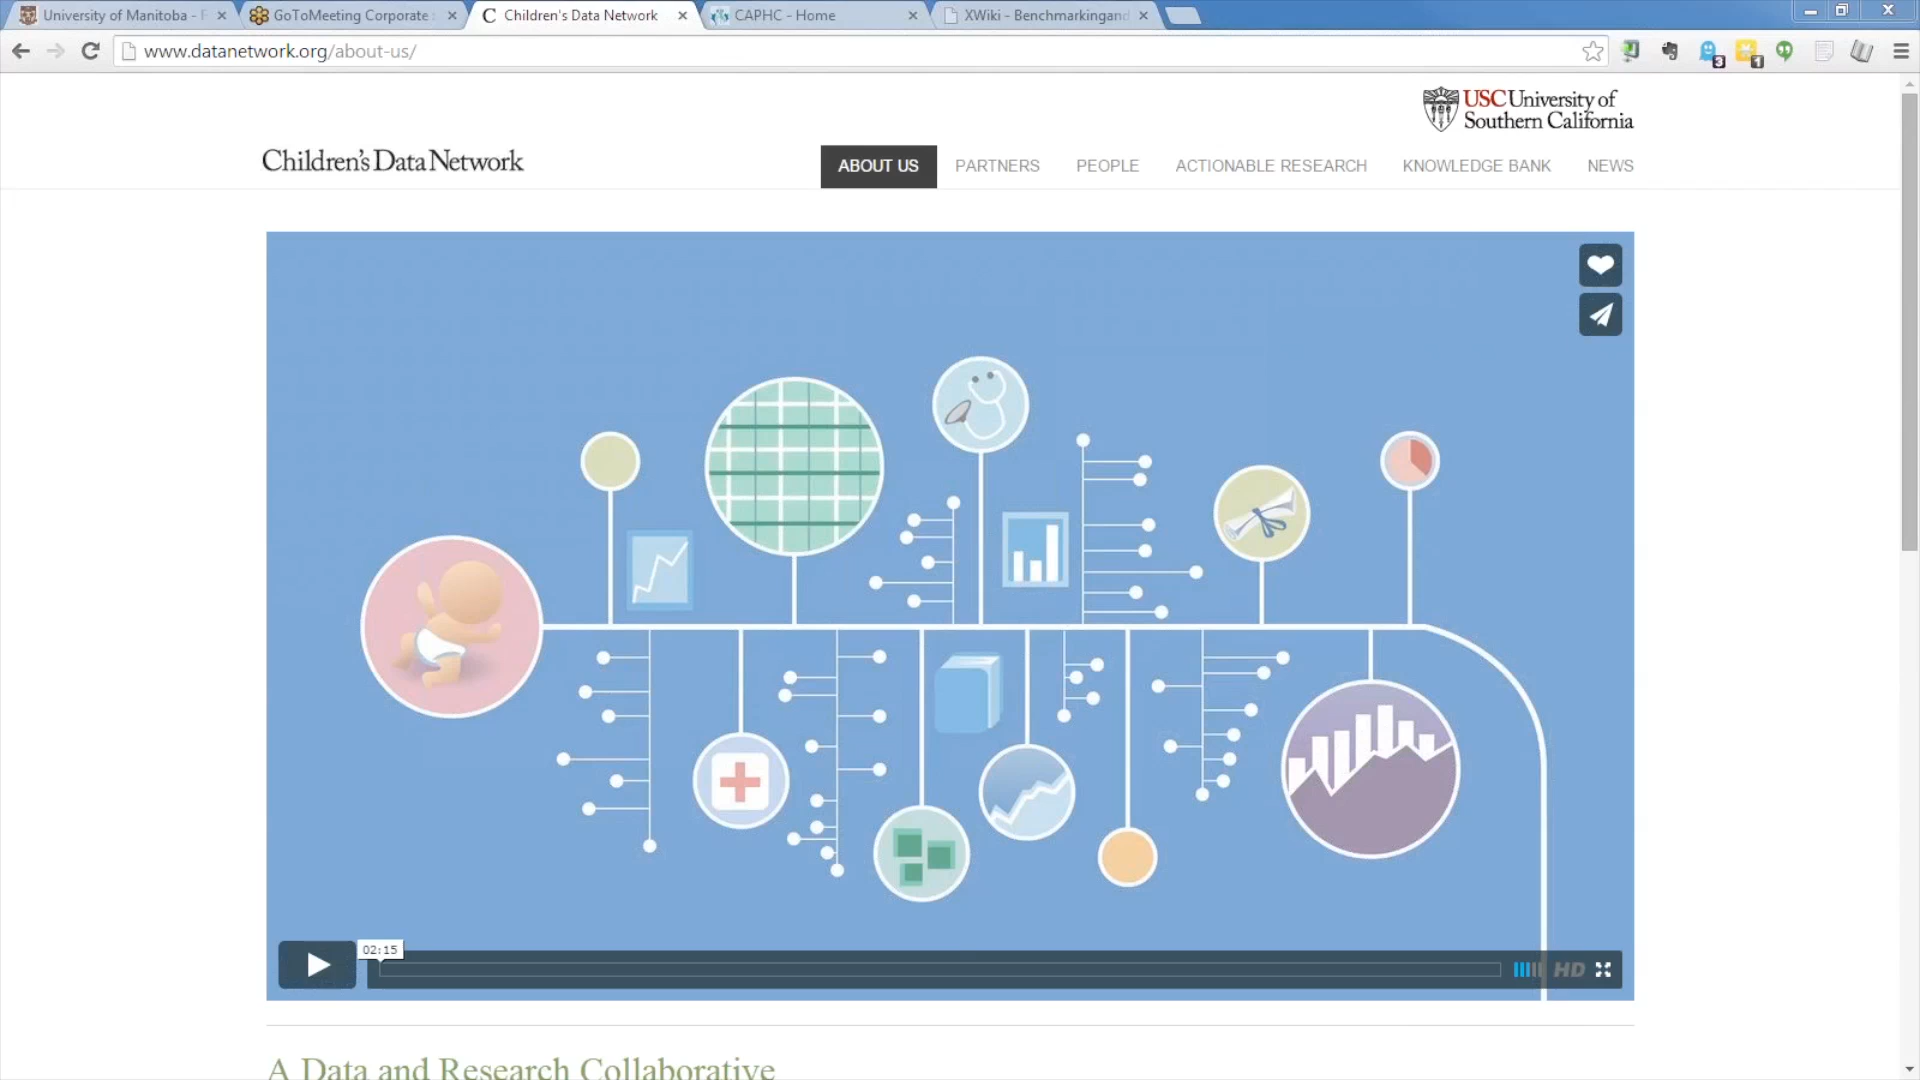 University of Manitoba - F
GoToMeeting Corporate
Children's Data Network
CAPHC - Home
XWiki - Benchmarkingand
www.datanetwork.org/about-us/
3
1
USC University of
Southern California
Children's Data Network
ABOUT US
PARTNERS
PEOPLE
ACTIONABLE RESEARCH
KNOWLEDGE BANK
NEWS
02:15
HD
A Data and Research Collaborative